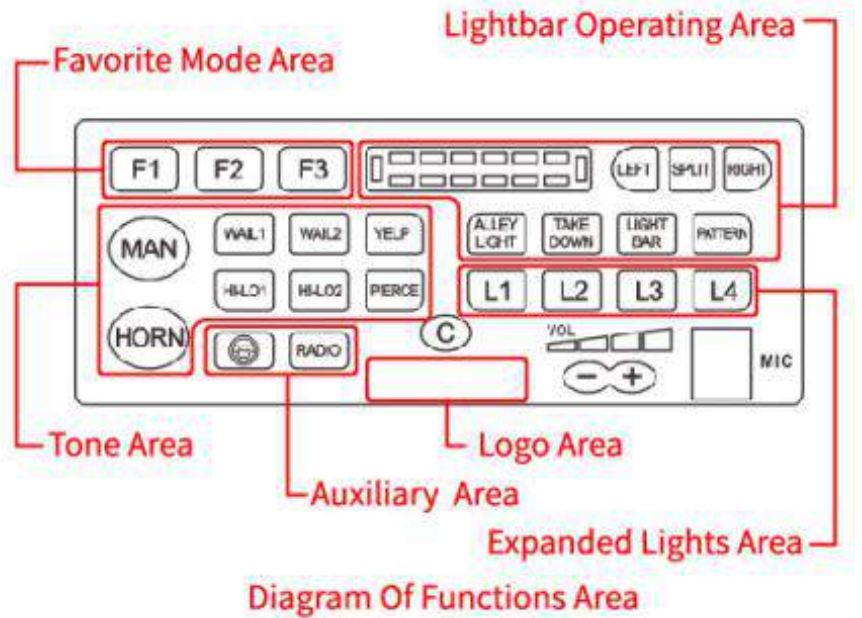 Lightbar Operating Area
Favorite Mode Area
F1 F2 F3 LEFT SPLIT RIGHT
MAN WAIL1 WAIL2 YELP ALLEY LIGHT TAKE DOWN LIGHT BAR PATTERN
HI-LO1 HI-LO2 PIERCE L1 L2 L3 L4
HORN RADIO C VOL
− + MIC
Tone Area
Logo Area
Auxiliary Area
Expanded Lights Area
Diagram Of Functions Area